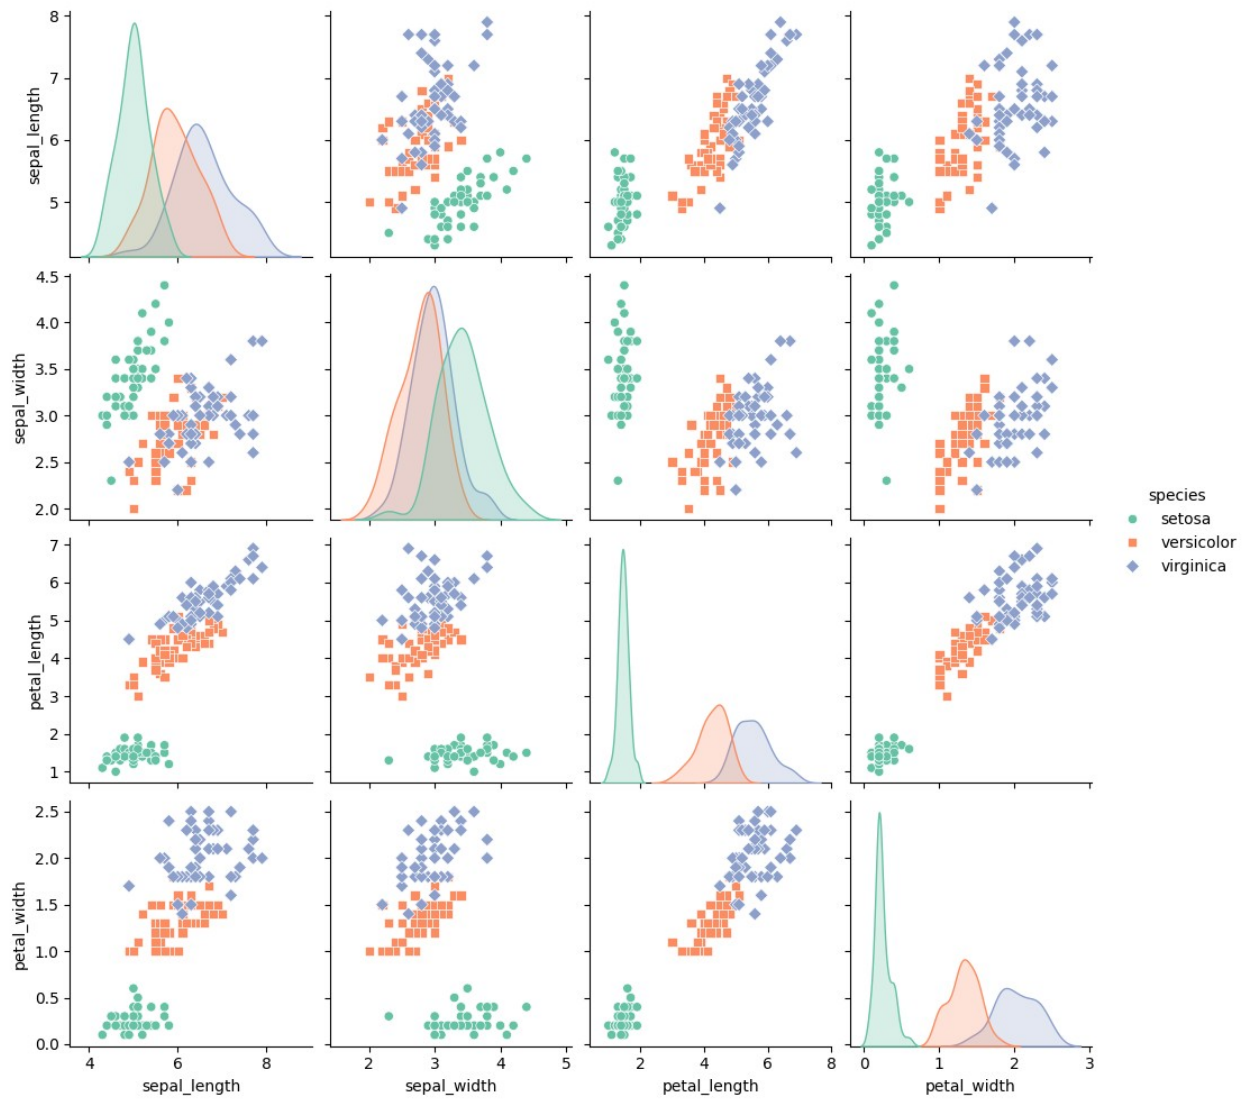 8
7
6
5
sepal_length
4.5
4.0
3.5
3.0
2.5
2.0
sepal_width
species
setosa
versicolor
virginica
7
6
5
4
3
2
1
petal_length
2.5
2.0
1.5
1.0
0.5
0.0
petal_width
4 6 8 2 3 4 5 2 4 6 8 0 1 2 3
sepal_length sepal_width petal_length petal_width